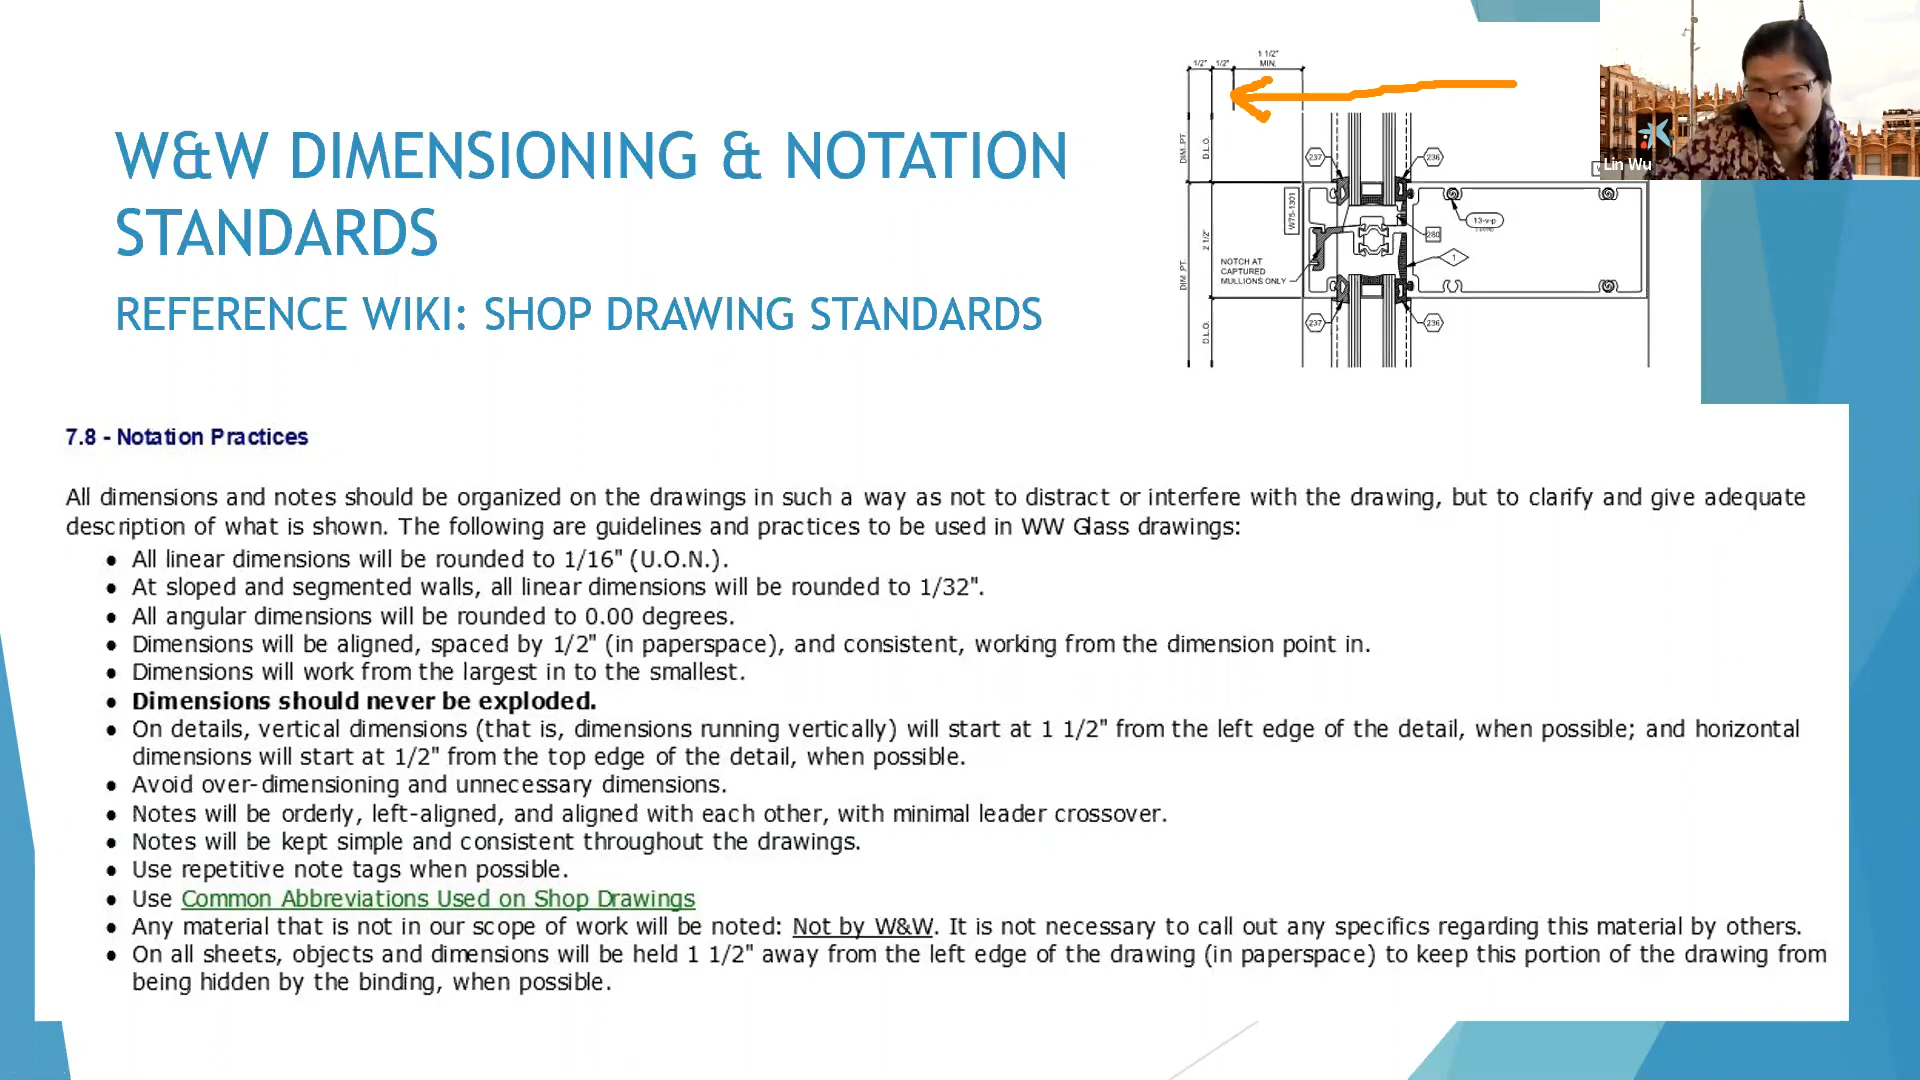 W&W DIMENSIONING & NOTATION
STANDARDS
REFERENCE WIKI: SHOP DRAWING STANDARDS
1/2"
1/2"
1 1/2"
MIN.
DIM. PT.
D.L.O.
237
236
W75-1301
13-v-p
280
2 1/2"
DIM. PT.
NOTCH AT
CAPTURED
MULLIONS ONLY
1
D.L.O.
237
236
Lin Wu
7.8 - Notation Practices
All dimensions and notes should be organized on the drawings in such a way as not to distract or interfere with the drawing, but to clarify and give adequate
description of what is shown. The following are guidelines and practices to be used in WW Glass drawings:
• All linear dimensions will be rounded to 1/16" (U.O.N.).
• At sloped and segmented walls, all linear dimensions will be rounded to 1/32".
• All angular dimensions will be rounded to 0.00 degrees.
• Dimensions will be aligned, spaced by 1/2" (in paperspace), and consistent, working from the dimension point in.
• Dimensions will work from the largest in to the smallest.
• Dimensions should never be exploded.
• On details, vertical dimensions (that is, dimensions running vertically) will start at 1 1/2" from the left edge of the detail, when possible; and horizontal
dimensions will start at 1/2" from the top edge of the detail, when possible.
• Avoid over-dimensioning and unnecessary dimensions.
• Notes will be orderly, left-aligned, and aligned with each other, with minimal leader crossover.
• Notes will be kept simple and consistent throughout the drawings.
• Use repetitive note tags when possible.
• Use Common Abbreviations Used on Shop Drawings
• Any material that is not in our scope of work will be noted: Not by W&W. It is not necessary to call out any specifics regarding this material by others.
• On all sheets, objects and dimensions will be held 1 1/2" away from the left edge of the drawing (in paperspace) to keep this portion of the drawing from
being hidden by the binding, when possible.